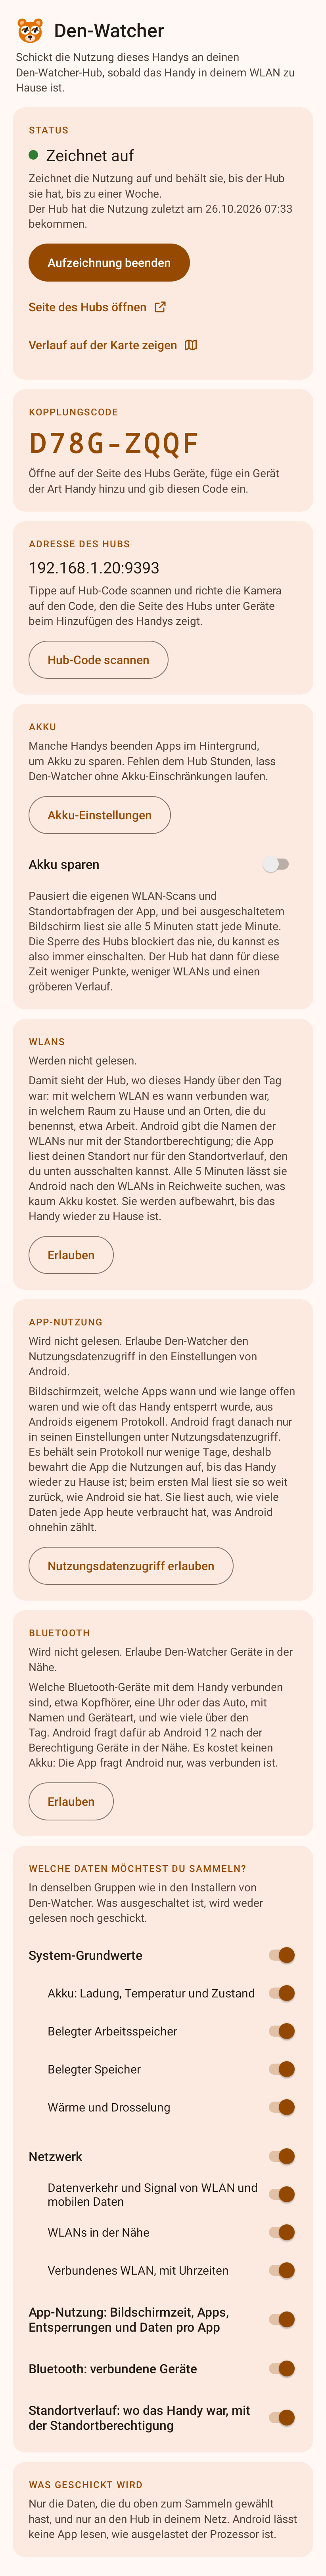 Den-Watcher
Schickt die Nutzung dieses Handys an deinen
Den-Watcher-Hub, sobald das Handy in deinem WLAN zu
Hause ist.
STATUS
Zeichnet auf
Zeichnet die Nutzung auf und behält sie, bis der Hub
sie hat, bis zu einer Woche.
Der Hub hat die Nutzung zuletzt am 26.10.2026 07:33
bekommen.
Aufzeichnung beenden
Seite des Hubs öffnen
Verlauf auf der Karte zeigen
KOPPLUNGSCODE
D78G-ZQQF
Öffne auf der Seite des Hubs Geräte, füge ein Gerät
der Art Handy hinzu und gib diesen Code ein.
ADRESSE DES HUBS
192.168.1.20:9393
Tippe auf Hub-Code scannen und richte die Kamera
auf den Code, den die Seite des Hubs unter Geräte
beim Hinzufügen des Handys zeigt.
Hub-Code scannen
AKKU
Manche Handys beenden Apps im Hintergrund,
um Akku zu sparen. Fehlen dem Hub Stunden, lass
Den-Watcher ohne Akku-Einschränkungen laufen.
Akku-Einstellungen
Akku sparen
Pausiert die eigenen WLAN-Scans und
Standortabfragen der App, und bei ausgeschaltetem
Bildschirm liest sie alle 5 Minuten statt jede Minute.
Die Sperre des Hubs blockiert das nie, du kannst es
also immer einschalten. Der Hub hat dann für diese
Zeit weniger Punkte, weniger WLANs und einen
gröberen Verlauf.
WLANS
Werden nicht gelesen.
Damit sieht der Hub, wo dieses Handy über den Tag
war: mit welchem WLAN es wann verbunden war,
in welchem Raum zu Hause und an Orten, die du
benennst, etwa Arbeit. Android gibt die Namen der
WLANs nur mit der Standortberechtigung; die App
liest deinen Standort nur für den Standortverlauf, den
du unten ausschalten kannst. Alle 5 Minuten lässt sie
Android nach den WLANs in Reichweite suchen, was
kaum Akku kostet. Sie werden aufbewahrt, bis das
Handy wieder zu Hause ist.
Erlauben
APP-NUTZUNG
Wird nicht gelesen. Erlaube Den-Watcher den
Nutzungsdatenzugriff in den Einstellungen von
Android.
Bildschirmzeit, welche Apps wann und wie lange offen
waren und wie oft das Handy entsperrt wurde, aus
Androids eigenem Protokoll. Android fragt danach nur
in seinen Einstellungen unter Nutzungsdatenzugriff.
Es behält sein Protokoll nur wenige Tage, deshalb
bewahrt die App die Nutzungen auf, bis das Handy
wieder zu Hause ist; beim ersten Mal liest sie so weit
zurück, wie Android sie hat. Sie liest auch, wie viele
Daten jede App heute verbraucht hat, was Android
ohnehin zählt.
Nutzungsdatenzugriff erlauben
BLUETOOTH
Wird nicht gelesen. Erlaube Den-Watcher Geräte in der
Nähe.
Welche Bluetooth-Geräte mit dem Handy verbunden
sind, etwa Kopfhörer, eine Uhr oder das Auto, mit
Namen und Geräteart, und wie viele über den
Tag. Android fragt dafür ab Android 12 nach der
Berechtigung Geräte in der Nähe. Es kostet keinen
Akku: Die App fragt Android nur, was verbunden ist.
Erlauben
WELCHE DATEN MÖCHTEST DU SAMMELN?
In denselben Gruppen wie in den Installern von
Den-Watcher. Was ausgeschaltet ist, wird weder
gelesen noch geschickt.
System-Grundwerte
Akku: Ladung, Temperatur und Zustand
Belegter Arbeitsspeicher
Belegter Speicher
Wärme und Drosselung
Netzwerk
Datenverkehr und Signal von WLAN und
mobilen Daten
WLANs in der Nähe
Verbundenes WLAN, mit Uhrzeiten
App-Nutzung: Bildschirmzeit, Apps,
Entsperrungen und Daten pro App
Bluetooth: verbundene Geräte
Standortverlauf: wo das Handy war, mit
der Standortberechtigung
WAS GESCHICKT WIRD
Nur die Daten, die du oben zum Sammeln gewählt
hast, und nur an den Hub in deinem Netz. Android lässt
keine App lesen, wie ausgelastet der Prozessor ist.